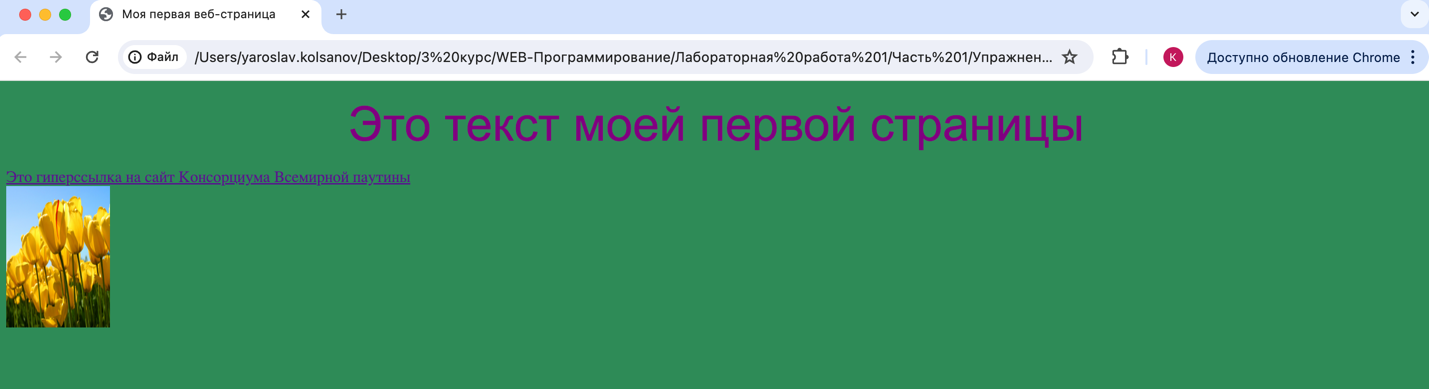 Моя первая веб-страница
Файл
/Users/yaroslav.kolsanov/Desktop/3%20курс/WEB-Программирование/Лабораторная%20работа%201/Часть%201/Упражнен...
К
Доступно обновление Chrome
Это текст моей первой страницы
Это гиперссылка на сайт Консорциума Всемирной паутины